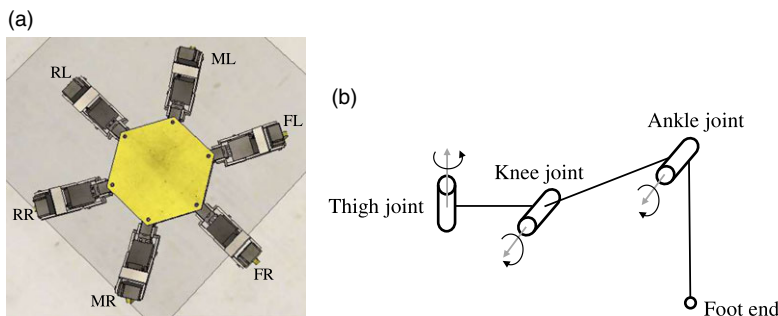 (a)
RL
ML
FL
RR
MR
FR
(b)
Ankle joint
Knee joint
Thigh joint
Foot end